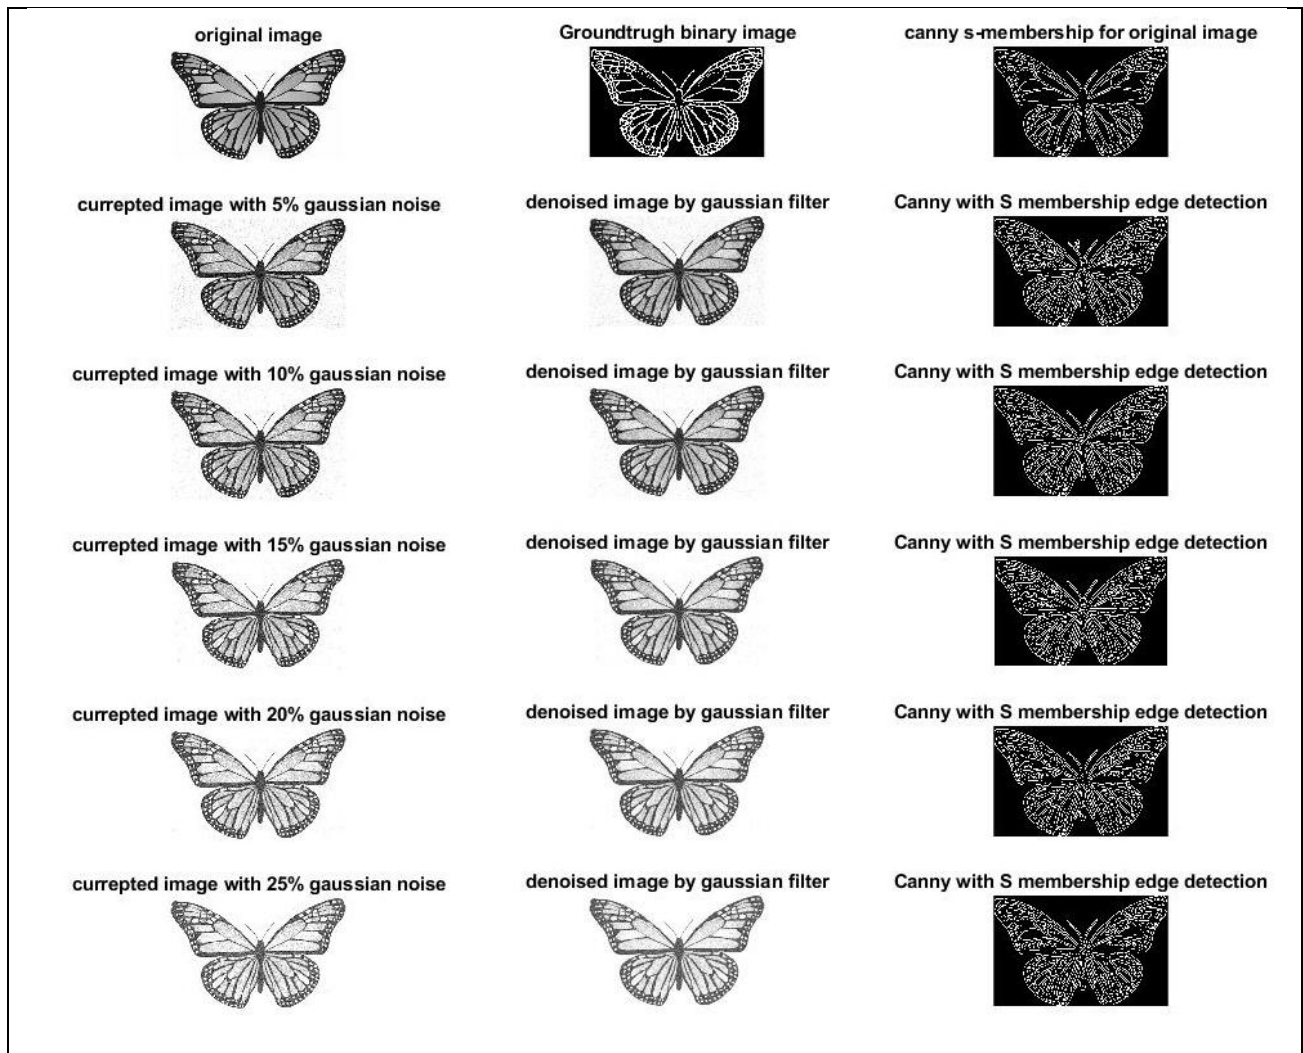 original image
Groundtrugh binary image
canny s-membership for original image
currepted image with 5% gaussian noise
denoised image by gaussian filter
Canny with S membership edge detection
currepted image with 10% gaussian noise
denoised image by gaussian filter
Canny with S membership edge detection
currepted image with 15% gaussian noise
denoised image by gaussian filter
Canny with S membership edge detection
currepted image with 20% gaussian noise
denoised image by gaussian filter
Canny with S membership edge detection
currepted image with 25% gaussian noise
denoised image by gaussian filter
Canny with S membership edge detection